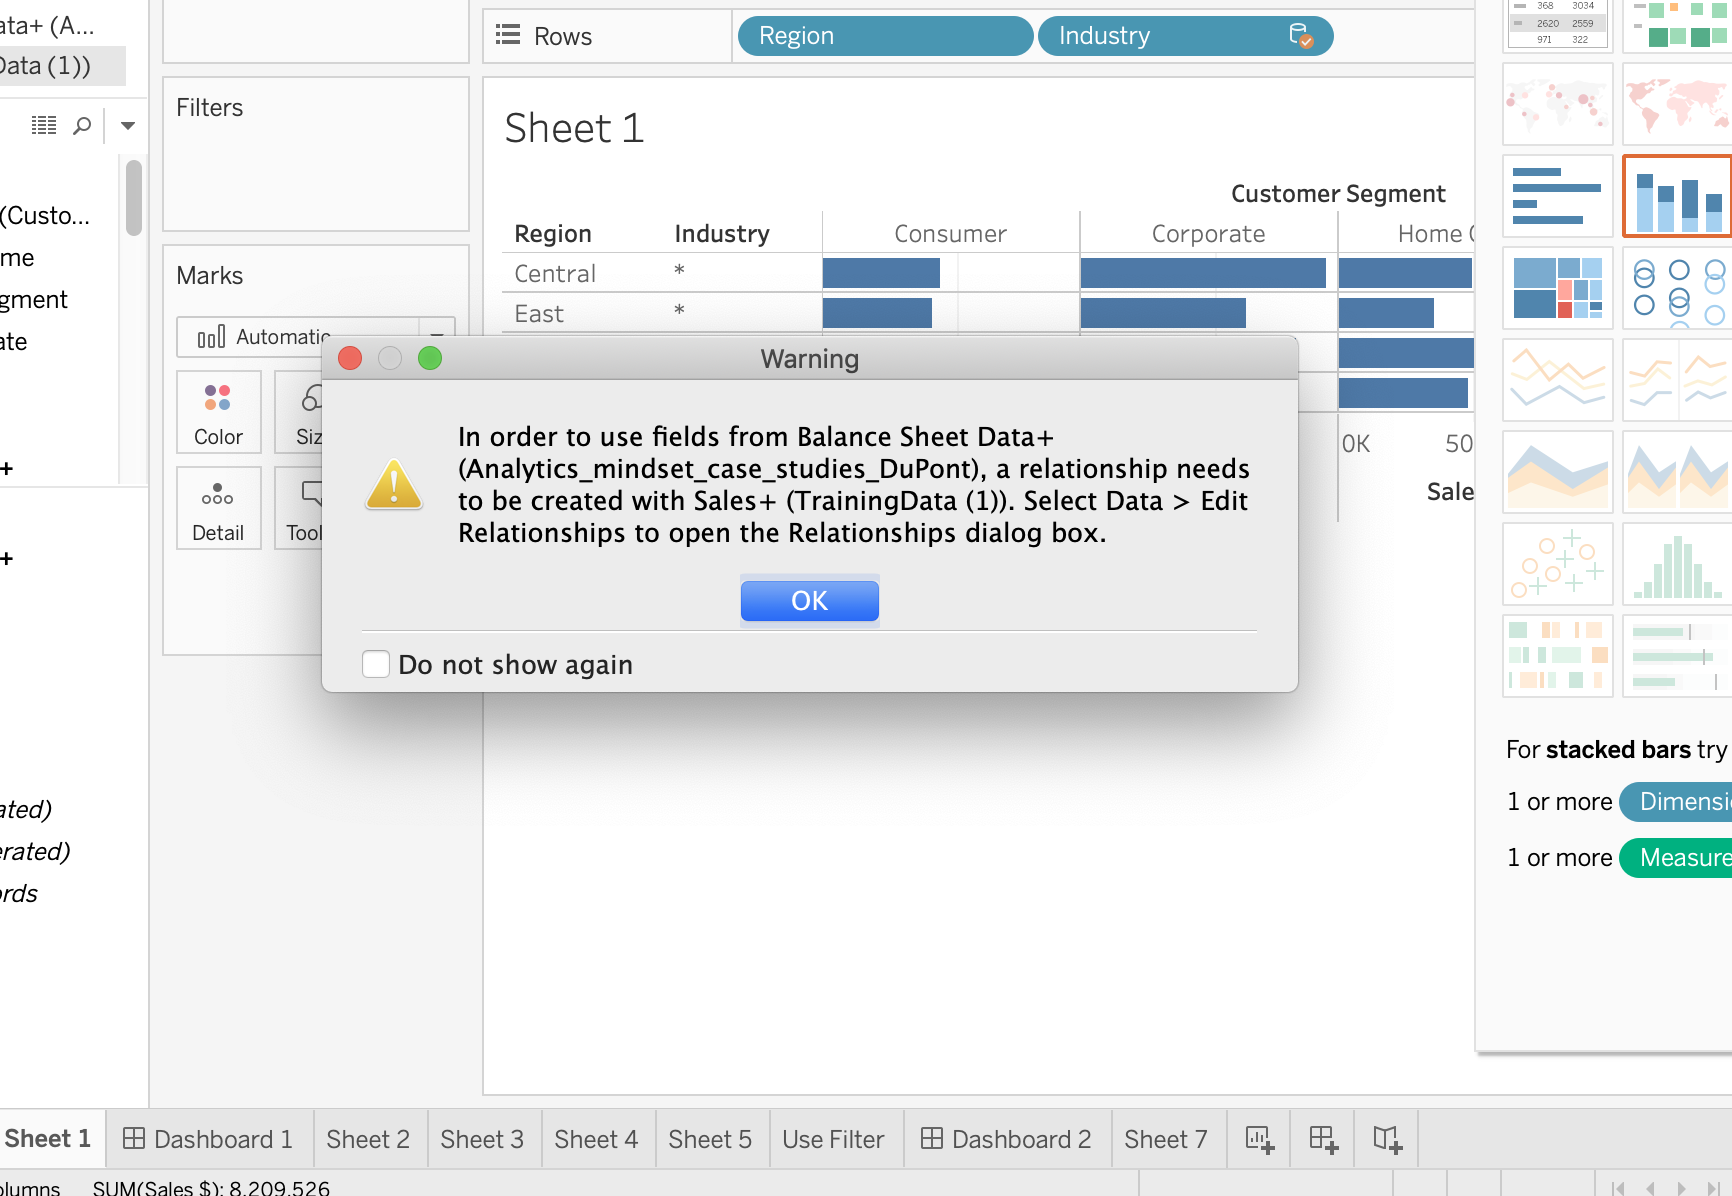 ata+ (A...
Data (1))
(Custo...
me
gment
ate
+
+
ated)
erated)
ords
Filters
Marks
Automatic
Color
Siz
Detail
Tool
Rows
Region
Industry
Sheet 1
Customer Segment
Region Industry Consumer Corporate Home
Central *
East *
0K 50
Sale
Warning
In order to use fields from Balance Sheet Data+
(Analytics_mindset_case_studies_DuPont), a relationship needs
to be created with Sales+ (TrainingData (1)). Select Data > Edit
Relationships to open the Relationships dialog box.
OK
Do not show again
368 3034
2620 2559
971 322
For stacked bars try
1 or more Dimensi
1 or more Measure
Sheet 1 Dashboard 1 Sheet 2 Sheet 3 Sheet 4 Sheet 5 Use Filter Dashboard 2 Sheet 7
olumns SUM(Sales $): 8,209,526